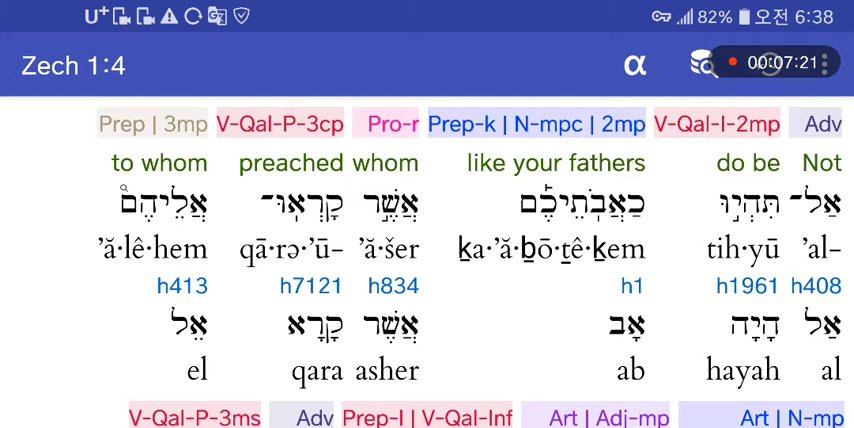 U+ 82% 오전 6:38
Zech 1:4 α 00:07:21
Prep | 3mp V-Qal-P-3cp Pro-r Prep-k | N-mpc | 2mp V-Qal-I-2mp Adv
to whom preached whom like your fathers do be Not
אַל־ תִּהְי֣וּ כַאֲבֹֽתֵיכֶ֡ם אֲשֶׁ֣ר קָרְאֽוּ־ אֲלֵיהֶם֩
’ă·lê·hem qā·rə·’ū- ’ă·šer ḵa·’ă·ḇō·ṯê·ḵem tih·yū ’al-
h413 h7121 h834 h1 h1961 h408
אַל הָיָה אָב אֲשֶׁר קָרָא אֵל
el qara asher ab hayah al
V-Qal-P-3ms Adv Prep-l | V-Qal-Inf Art | Adj-mp Art | N-mp